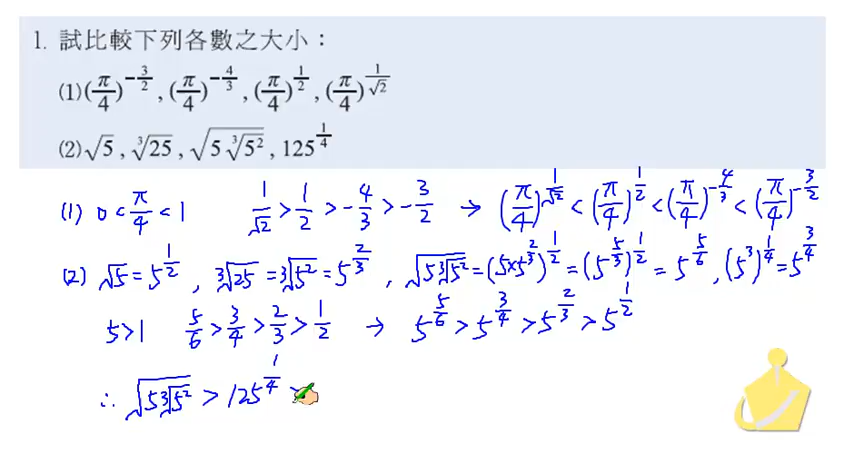 1. 試比較下列各數之大小：
(1) (π/4)^(-3/2) , (π/4)^(-4/3) , (π/4)^(1/2) , (π/4)^(1/√2)
(2) √5 , ∛25 , √(5∛(5²)) , 125^(1/4)
(1) 0 < π/4 < 1   1/√2 > 1/2 > -4/3 > -3/2 → (π/4)^(1/√2) < (π/4)^(1/2) < (π/4)^(-4/3) < (π/4)^(-3/2)
(2) √5 = 5^(1/2) , ∛25 = ∛(5²) = 5^(2/3) , √(5∛(5²)) = (5×5^(2/3))^(1/2) = (5^(5/3))^(1/2) = 5^(5/6) , (5³)^(1/4) = 5^(3/4)
5 > 1   5/6 > 3/4 > 2/3 > 1/2 → 5^(5/6) > 5^(3/4) > 5^(2/3) > 5^(1/2)
∴ √(5∛(5²)) > 125^(1/4) >